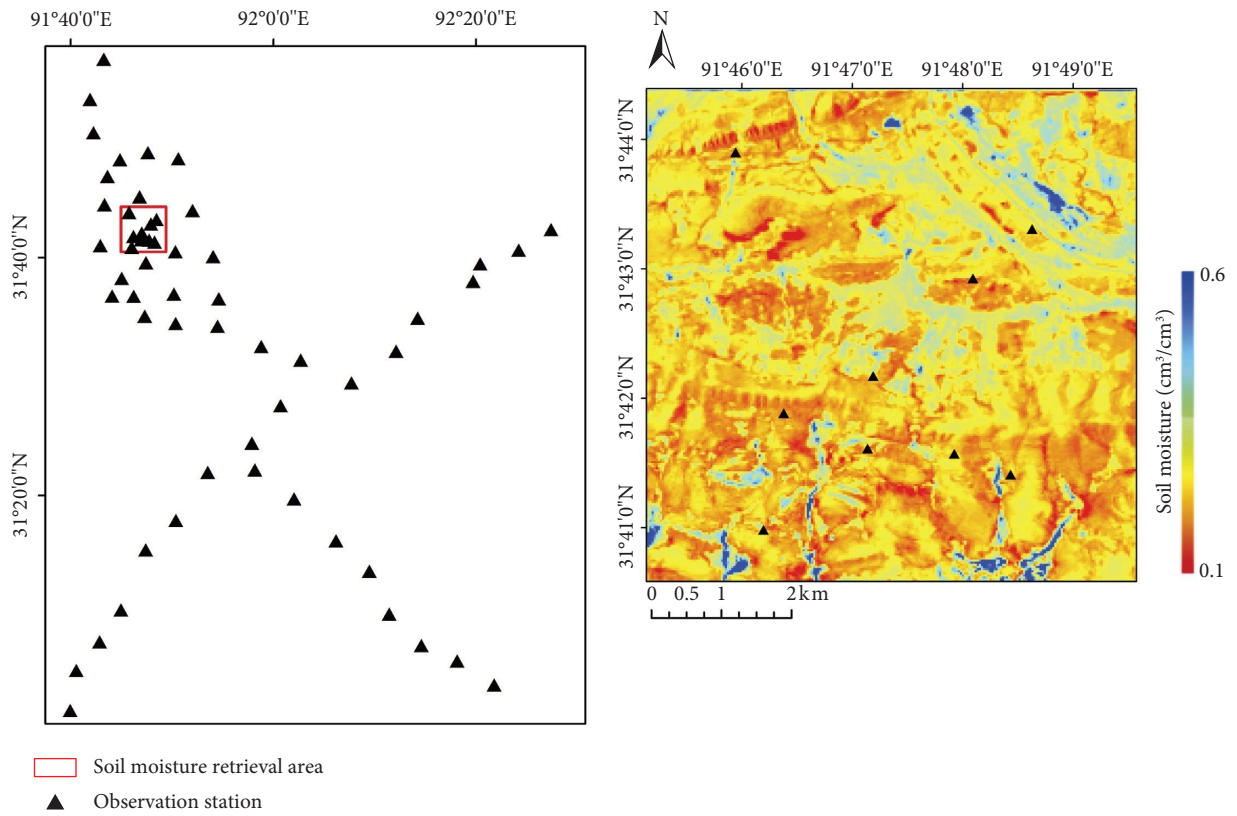 91°40'0"E 92°0'0"E 92°20'0"E
31°40'0"N
31°20'0"N
Soil moisture retrieval area
Observation station
N
91°46'0"E 91°47'0"E 91°48'0"E 91°49'0"E
31°44'0"N
31°43'0"N
31°42'0"N
31°41'0"N
0 0.5 1 2 km
Soil moisture (cm³/cm³)
0.6
0.1